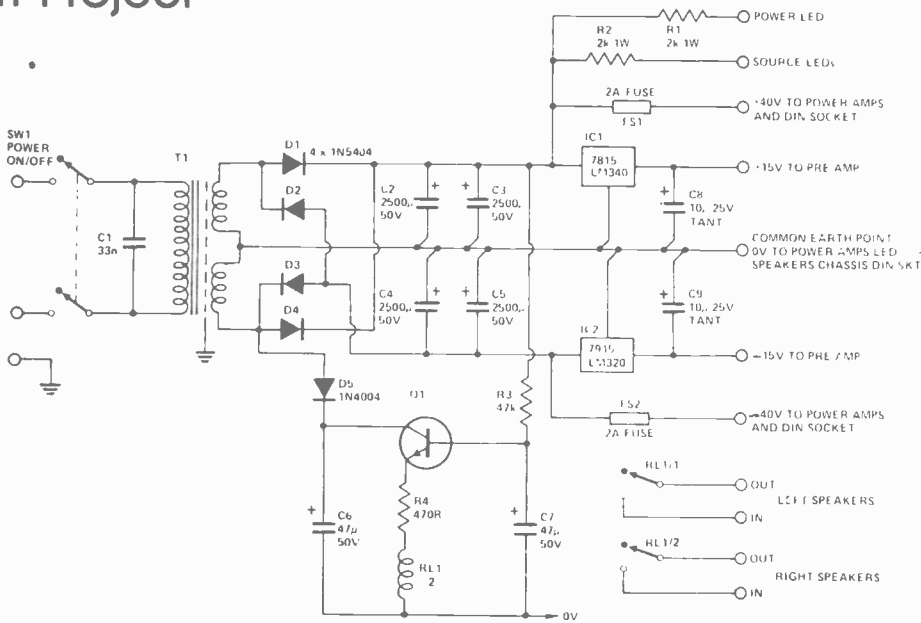 Project
POWER LED
R1
2k 1W
R2
2k 1W
SOURCE LEDs
2A FUSE
FS1
+40V TO POWER AMPS
AND DIN SOCKET
SW1
POWER
ON/OFF
T1
D1
4 x 1N5404
IC1
7815
LM340
+15V TO PRE AMP
D2
C2
2500µ
50V
C3
2500µ
50V
C8
10µ 25V
TANT
C1
33n
COMMON EARTH POINT
0V TO POWER AMPS LED
SPEAKERS CHASSIS DIN SKT
D3
D4
C4
2500µ
50V
C5
2500µ
50V
C9
10µ 25V
TANT
IC2
7915
LM320
-15V TO PRE AMP
D5
1N4004
Q1
R3
47k
FS2
2A FUSE
-40V TO POWER AMPS
AND DIN SOCKET
R4
470R
C6
47µ
50V
C7
47µ
50V
RL1
2
RL1/1
OUT
LEFT SPEAKERS
IN
RL1/2
OUT
RIGHT SPEAKERS
IN
0V